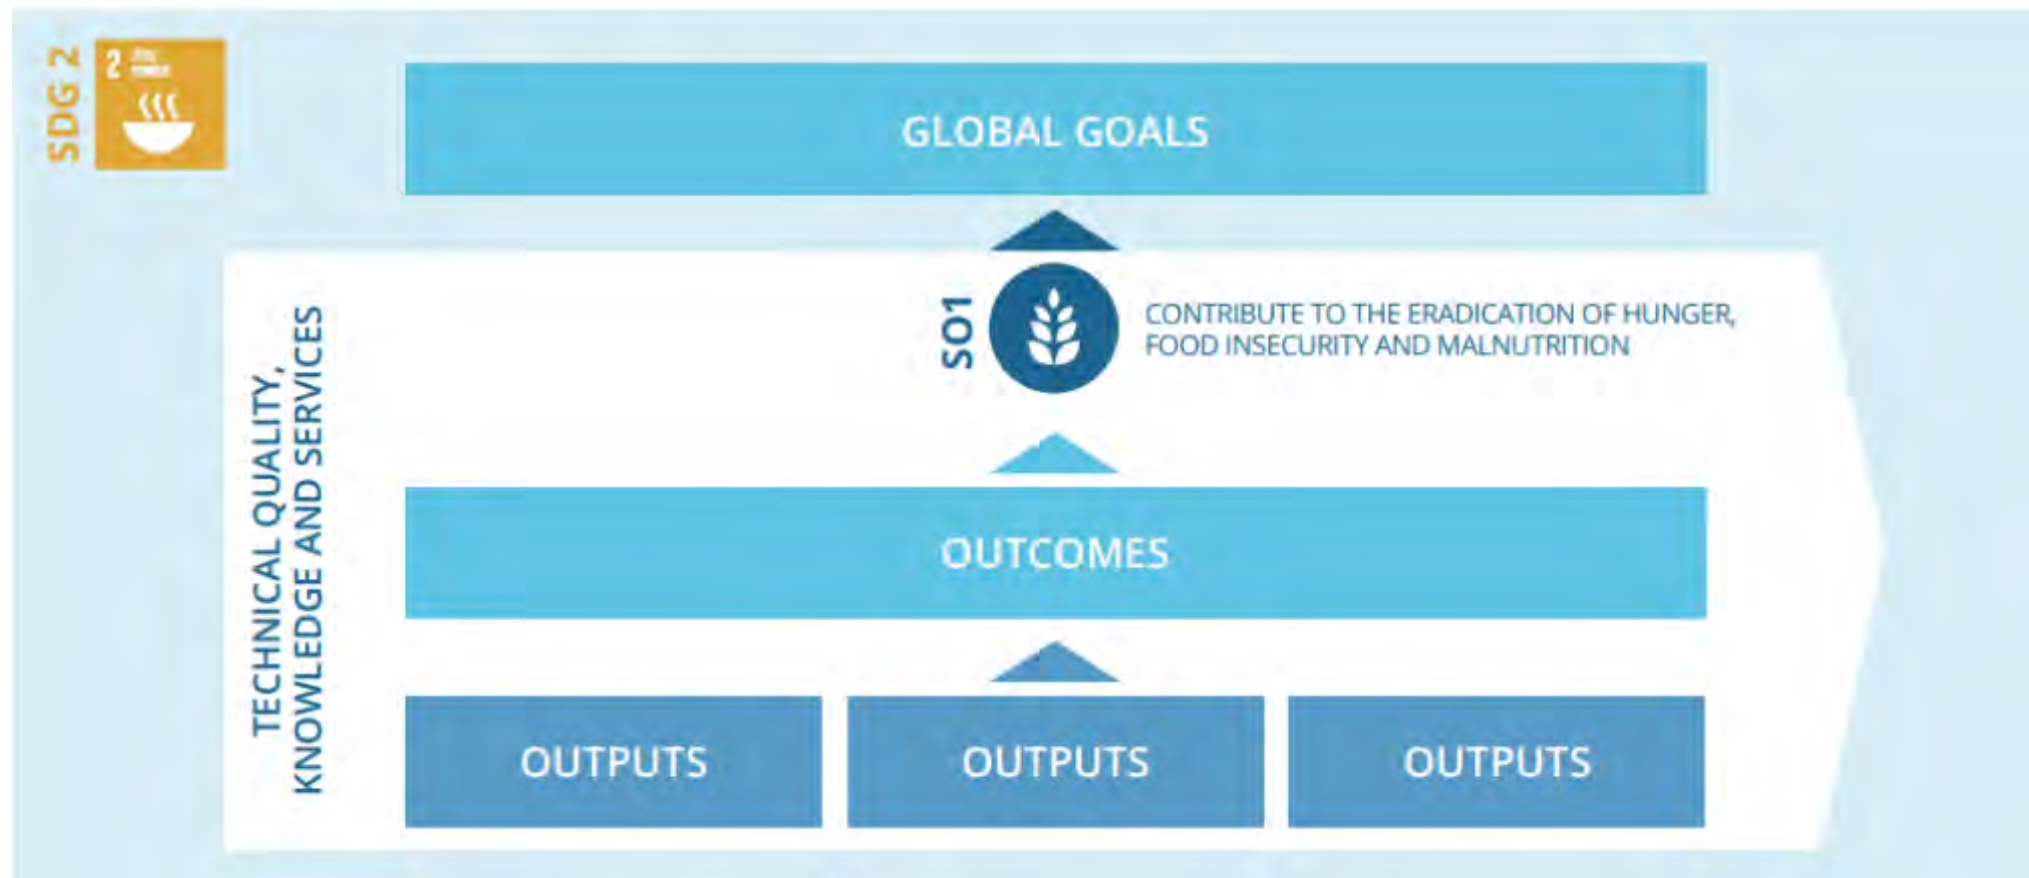 SDG 2
2
GLOBAL GOALS
SO1
CONTRIBUTE TO THE ERADICATION OF HUNGER,
FOOD INSECURITY AND MALNUTRITION
TECHNICAL QUALITY,
KNOWLEDGE AND SERVICES
OUTCOMES
OUTPUTS
OUTPUTS
OUTPUTS